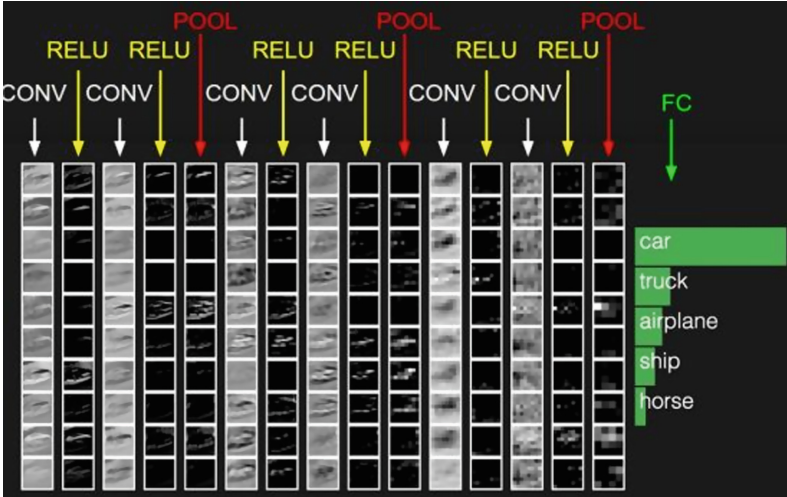 POOL POOL POOL
RELU RELU RELU RELU RELU RELU
CONV CONV CONV CONV CONV CONV
FC
car
truck
airplane
ship
horse